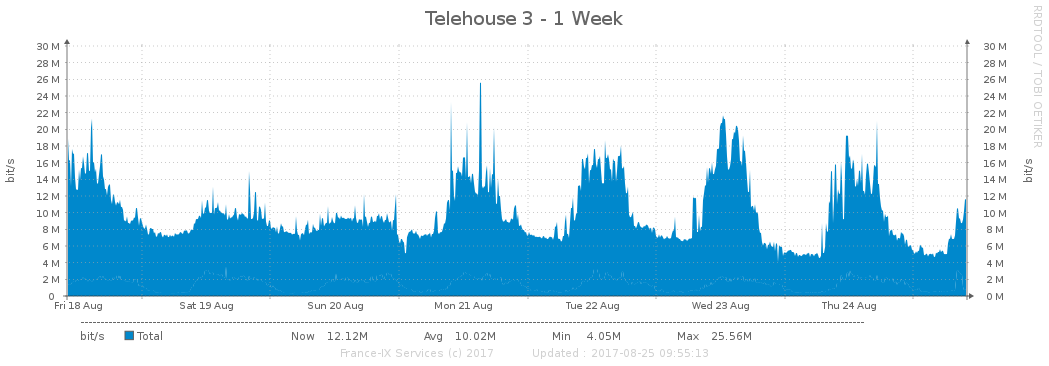 Telehouse 3 - 1 Week
RRDTOOL / TOBI OETIKER
bit/s
30 M
28 M
26 M
24 M
22 M
20 M
18 M
16 M
14 M
12 M
10 M
8 M
6 M
4 M
2 M
0
30 M
28 M
26 M
24 M
22 M
20 M
18 M
16 M
14 M
12 M
10 M
8 M
6 M
4 M
2 M
0 M
bit/s
Fri 18 Aug Sat 19 Aug Sun 20 Aug Mon 21 Aug Tue 22 Aug Wed 23 Aug Thu 24 Aug
bit/s Total Now 12.12M Avg 10.02M Min 4.05M Max 25.56M
France-IX Services (c) 2017 Updated : 2017-08-25 09:55:13